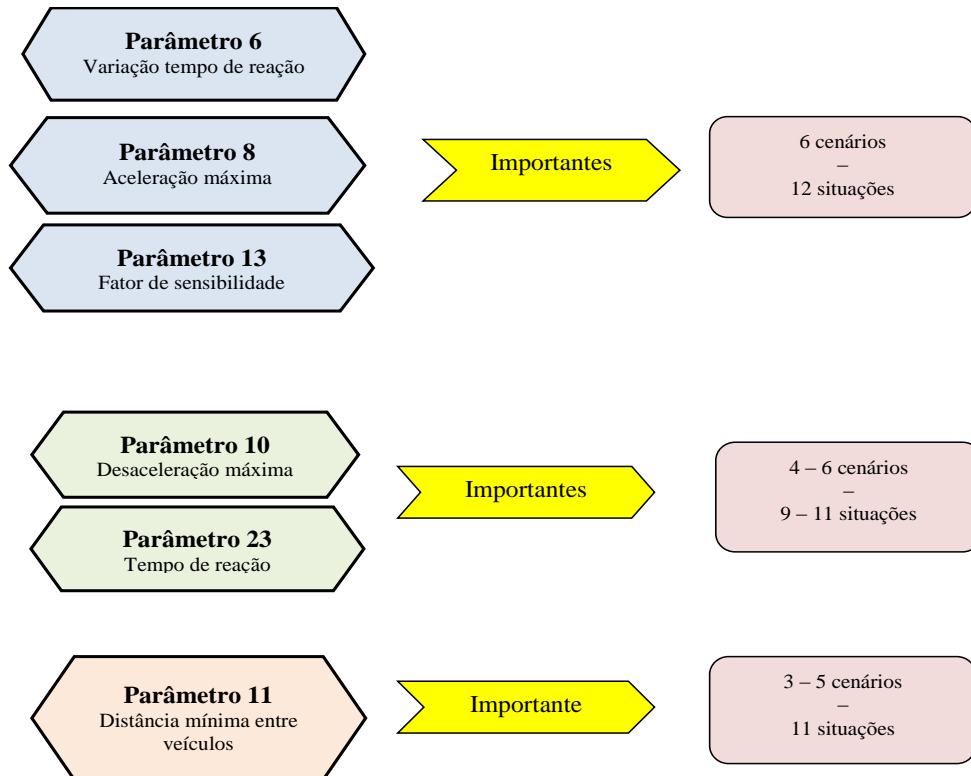 Parâmetro 6
Variação tempo de reação
Parâmetro 8
Aceleração máxima
Parâmetro 13
Fator de sensibilidade
Importantes
6 cenários
–
12 situações
Parâmetro 10
Desaceleração máxima
Parâmetro 23
Tempo de reação
Importantes
4 – 6 cenários
–
9 – 11 situações
Parâmetro 11
Distância mínima entre
veículos
Importante
3 – 5 cenários
–
11 situações